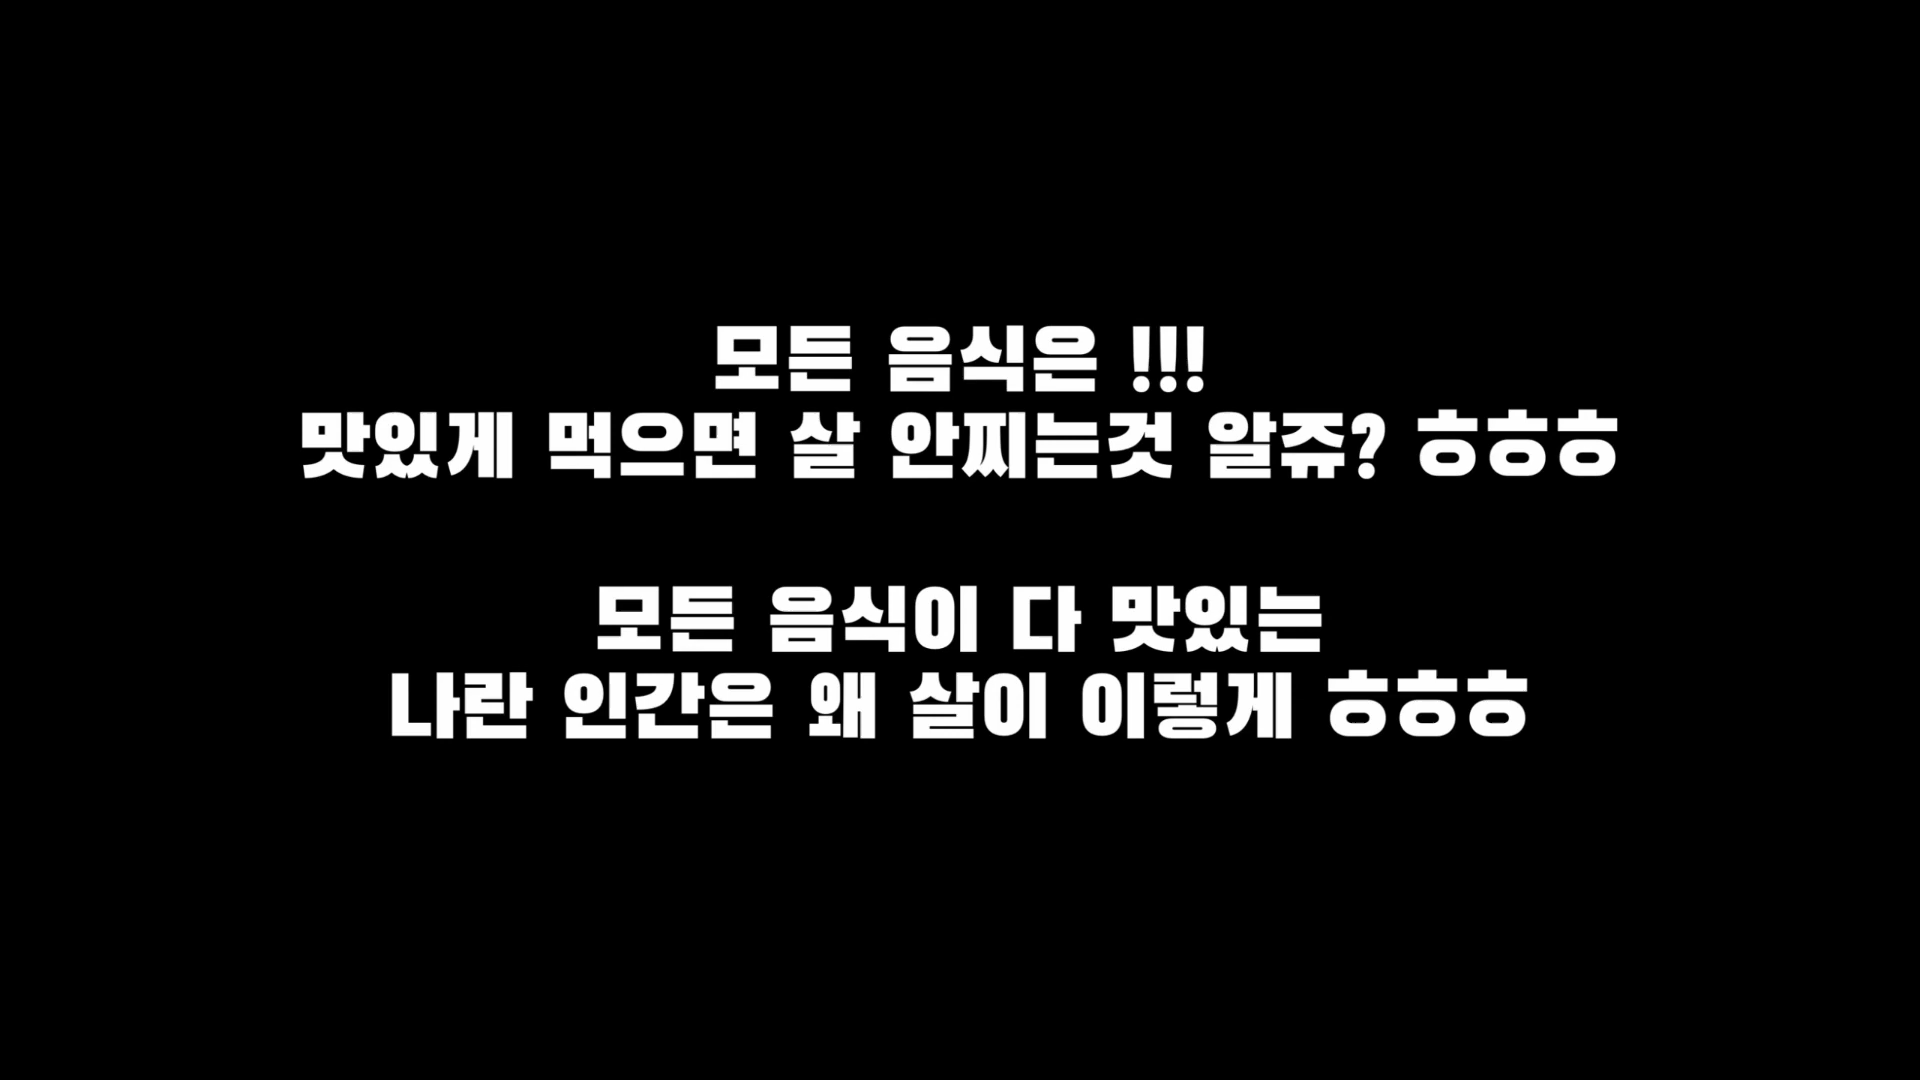 모든 음식은 !!!
맛있게 먹으면 살 안찌는것 알쥬? ㅎㅎㅎ
모든 음식이 다 맛있는
나란 인간은 왜 살이 이렇게 ㅎㅎㅎ